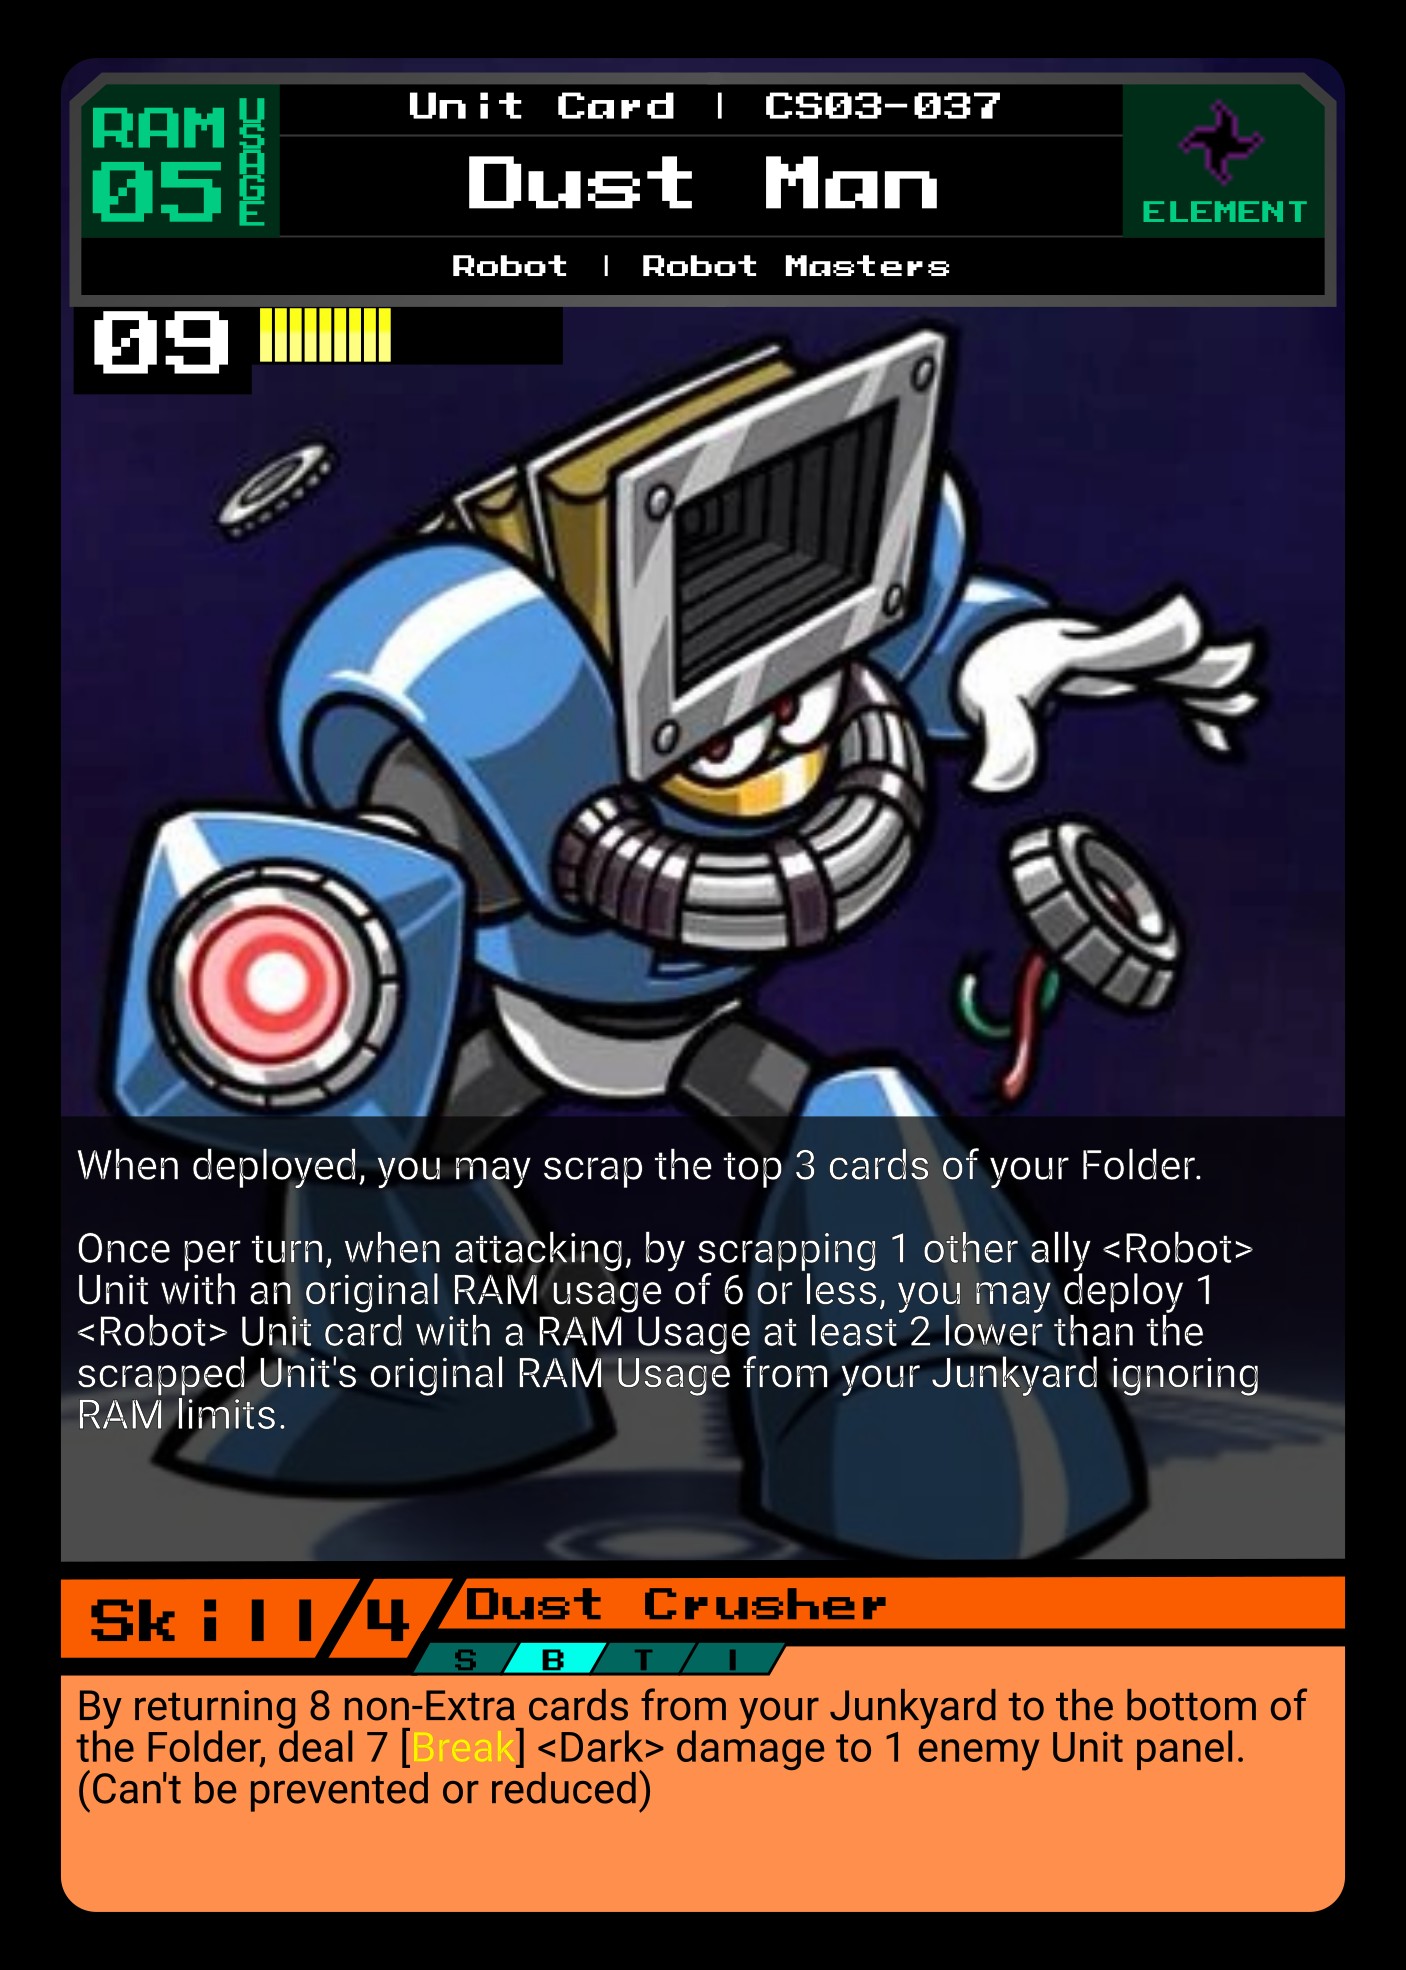 RAM
05
USAGE
Unit Card | CS03-037
Dust Man
Robot | Robot Masters
ELEMENT
09
When deployed, you may scrap the top 3 cards of your Folder.
Once per turn, when attacking, by scrapping 1 other ally <Robot>
Unit with an original RAM usage of 6 or less, you may deploy 1
<Robot> Unit card with a RAM Usage at least 2 lower than the
scrapped Unit's original RAM Usage from your Junkyard ignoring
RAM limits.
Skill/4
Dust Crusher
S B T I
By returning 8 non-Extra cards from your Junkyard to the bottom of
the Folder, deal 7 [Break] <Dark> damage to 1 enemy Unit panel.
(Can't be prevented or reduced)